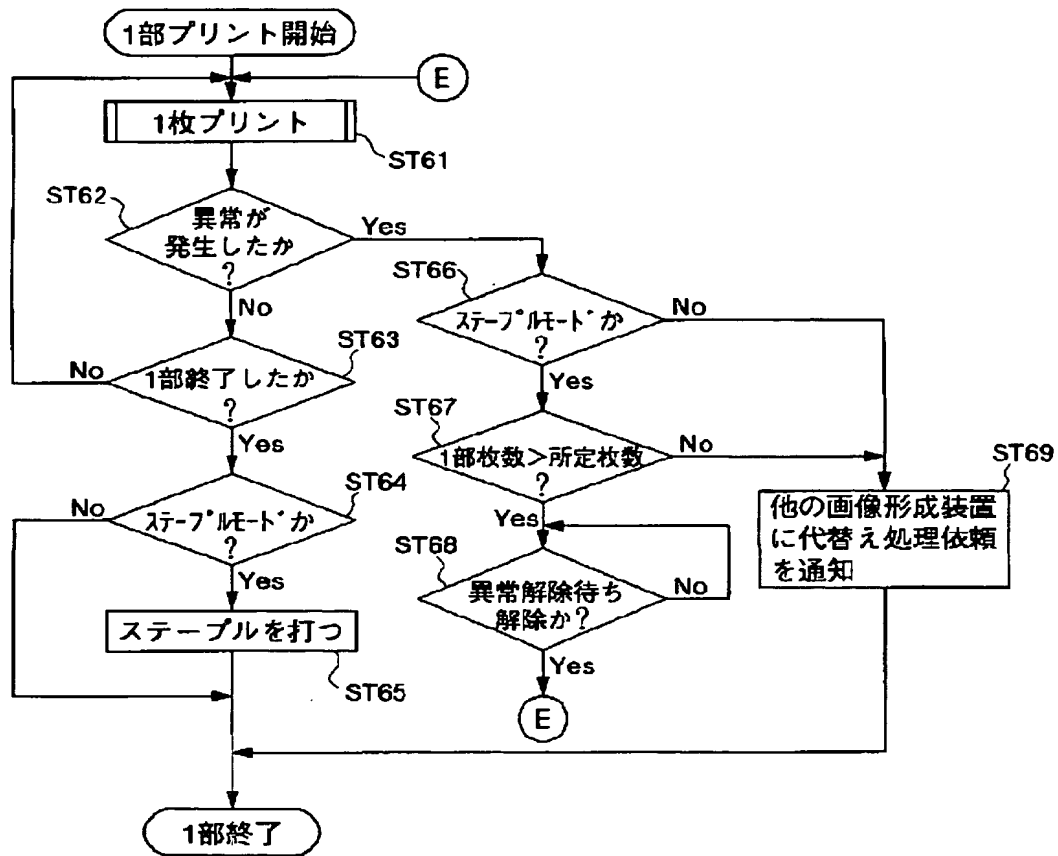 1部プリント開始
E
1枚プリント
ST61
ST62
異常が
発生したか
?
Yes
No
ST63
1部終了したか
?
No
Yes
ST64
ステープルモードか
?
No
Yes
ステープルを打つ
ST65
1部終了
ST66
ステープルモードか
?
No
Yes
ST67
1部枚数>所定枚数
?
No
Yes
ST68
異常解除待ち
解除か?
No
Yes
E
ST69
他の画像形成装置
に代替え処理依頼
を通知